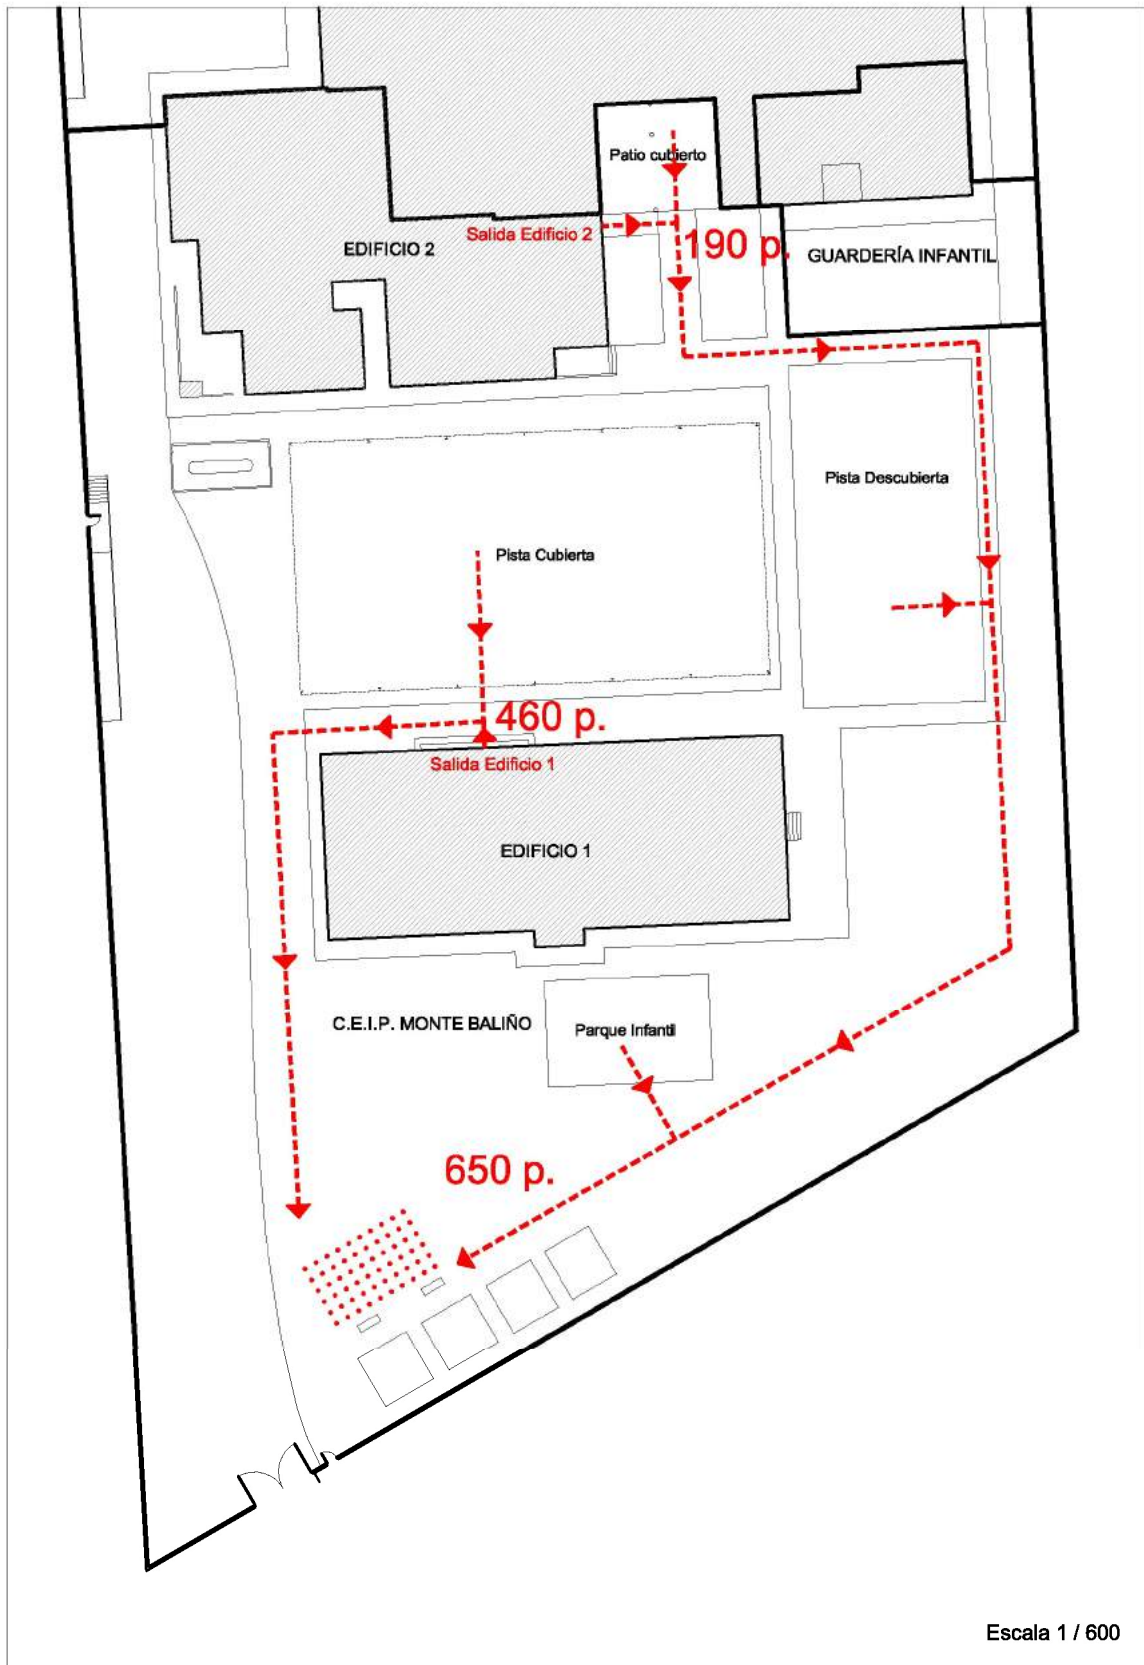 Patio cubierto
Salida Edificio 2
190 p.
EDIFICIO 2
GUARDERÍA INFANTIL
Pista Descubierta
Pista Cubierta
460 p.
Salida Edificio 1
EDIFICIO 1
C.E.I.P. MONTE BALIÑO
Parque Infantil
650 p.
Escala 1 / 600